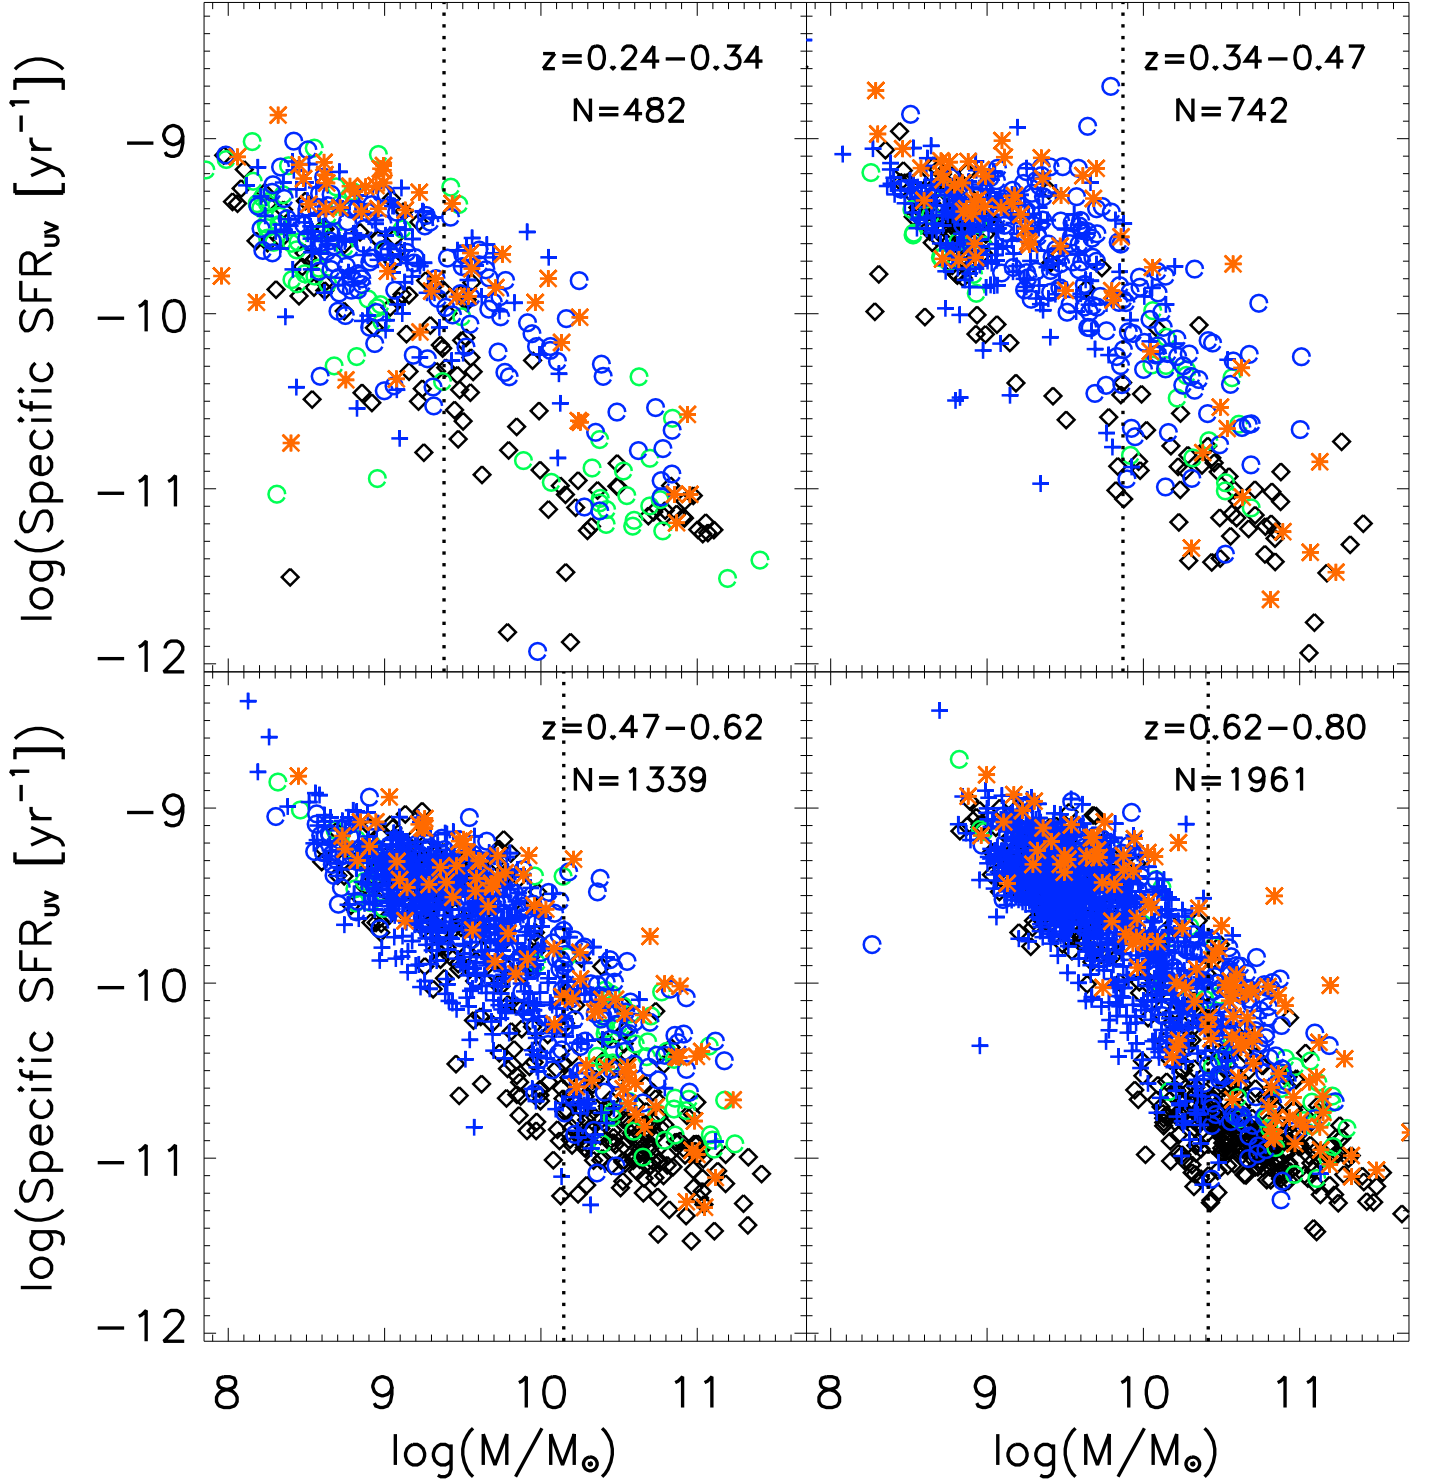 z=0.24−0.34
N=482
z=0.34−0.47
N=742
log(Specific SFRuv [yr−1])
−9
−10
−11
−12
z=0.47−0.62
N=1339
z=0.62−0.80
N=1961
log(Specific SFRuv [yr−1])
−9
−10
−11
−12
8 9 10 11
8 9 10 11
log(M/M⊙)
log(M/M⊙)